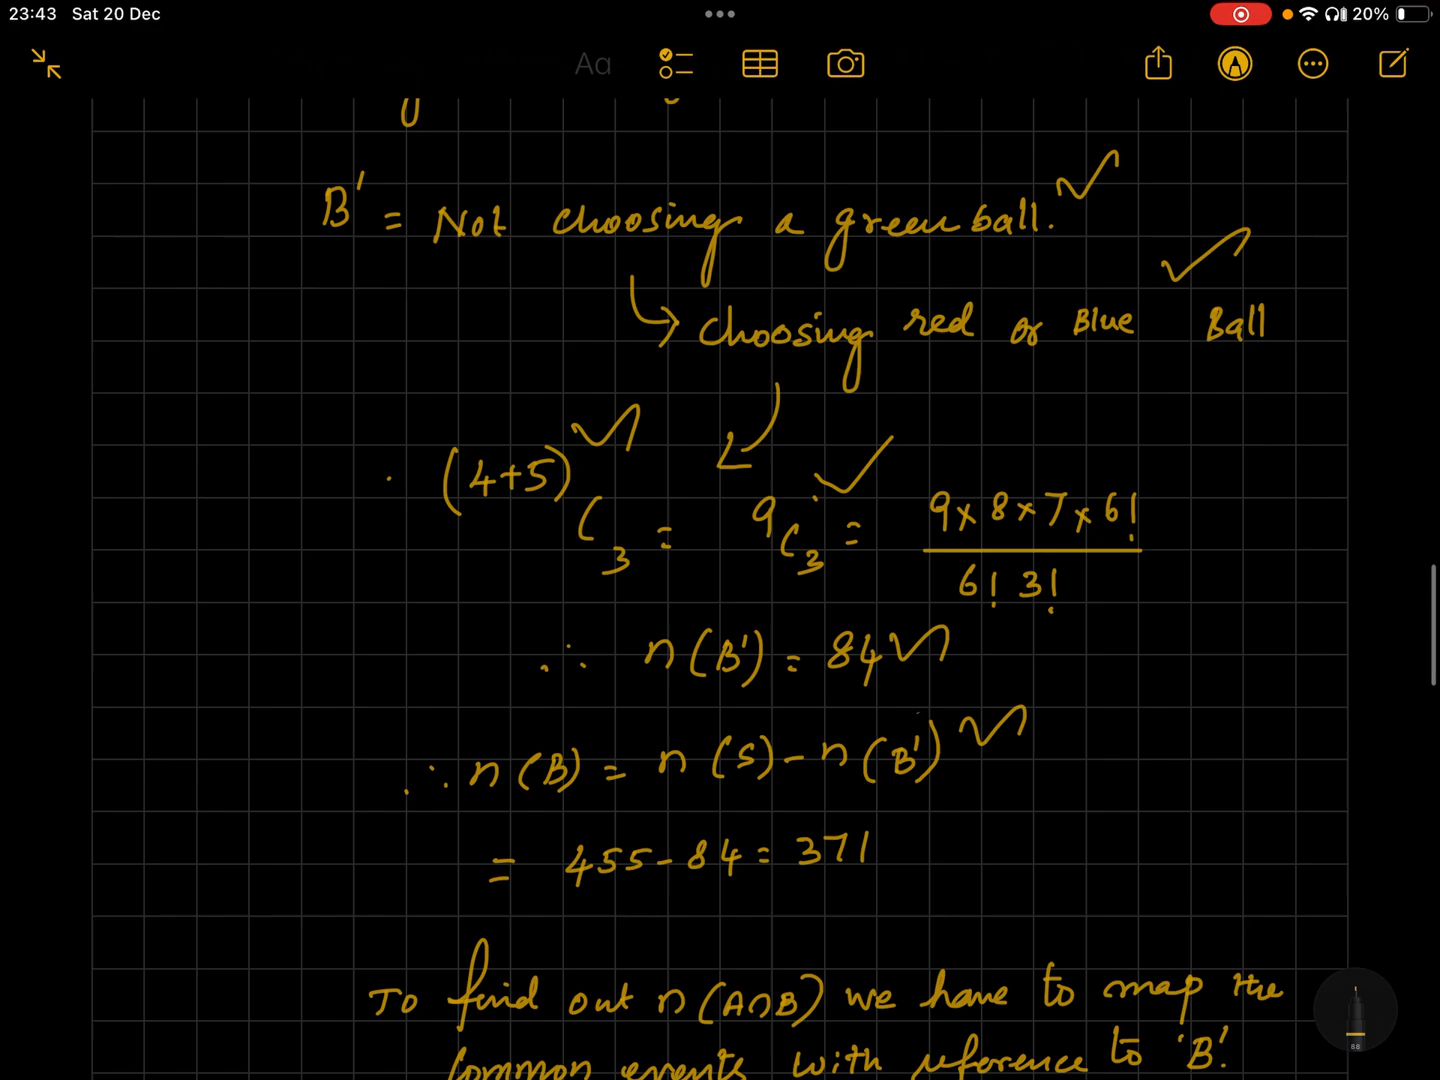 23:43 Sat 20 Dec
20%
Aa
B' = Not choosing a green ball.
choosing red or Blue Ball
(4+5)C3 = 9C3 = 9×8×7×6! / 6! 3!
∴ n(B') = 84
∴ n(B) = n(S) - n(B')
= 455 - 84 = 371
To find out n(A∩B) we have to map the
common events with reference to 'B'.
88